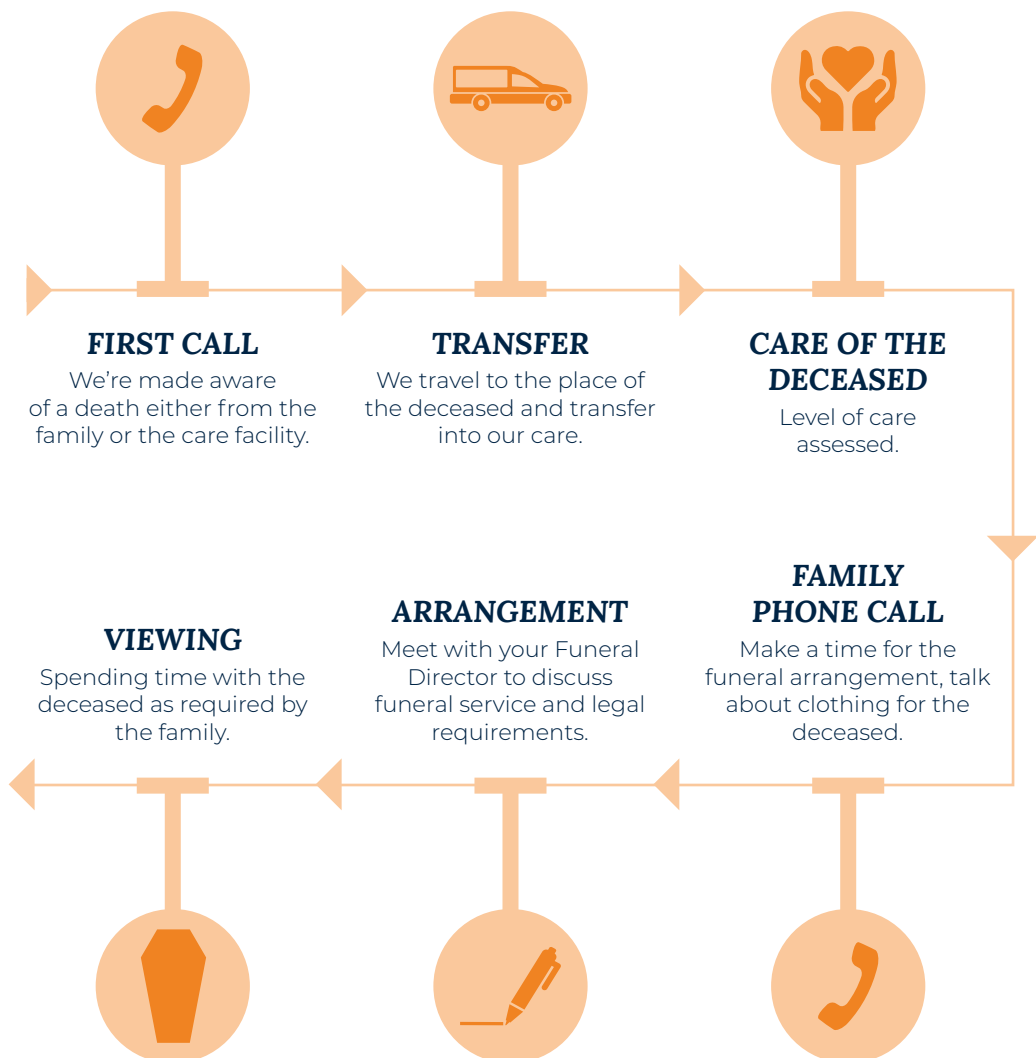 FIRST CALL
We’re made aware
of a death either from the
family or the care facility.
TRANSFER
We travel to the place of
the deceased and transfer
into our care.
CARE OF THE
DECEASED
Level of care
assessed.
FAMILY
PHONE CALL
Make a time for the
funeral arrangement, talk
about clothing for the
deceased.
ARRANGEMENT
Meet with your Funeral
Director to discuss
funeral service and legal
requirements.
VIEWING
Spending time with the
deceased as required by
the family.